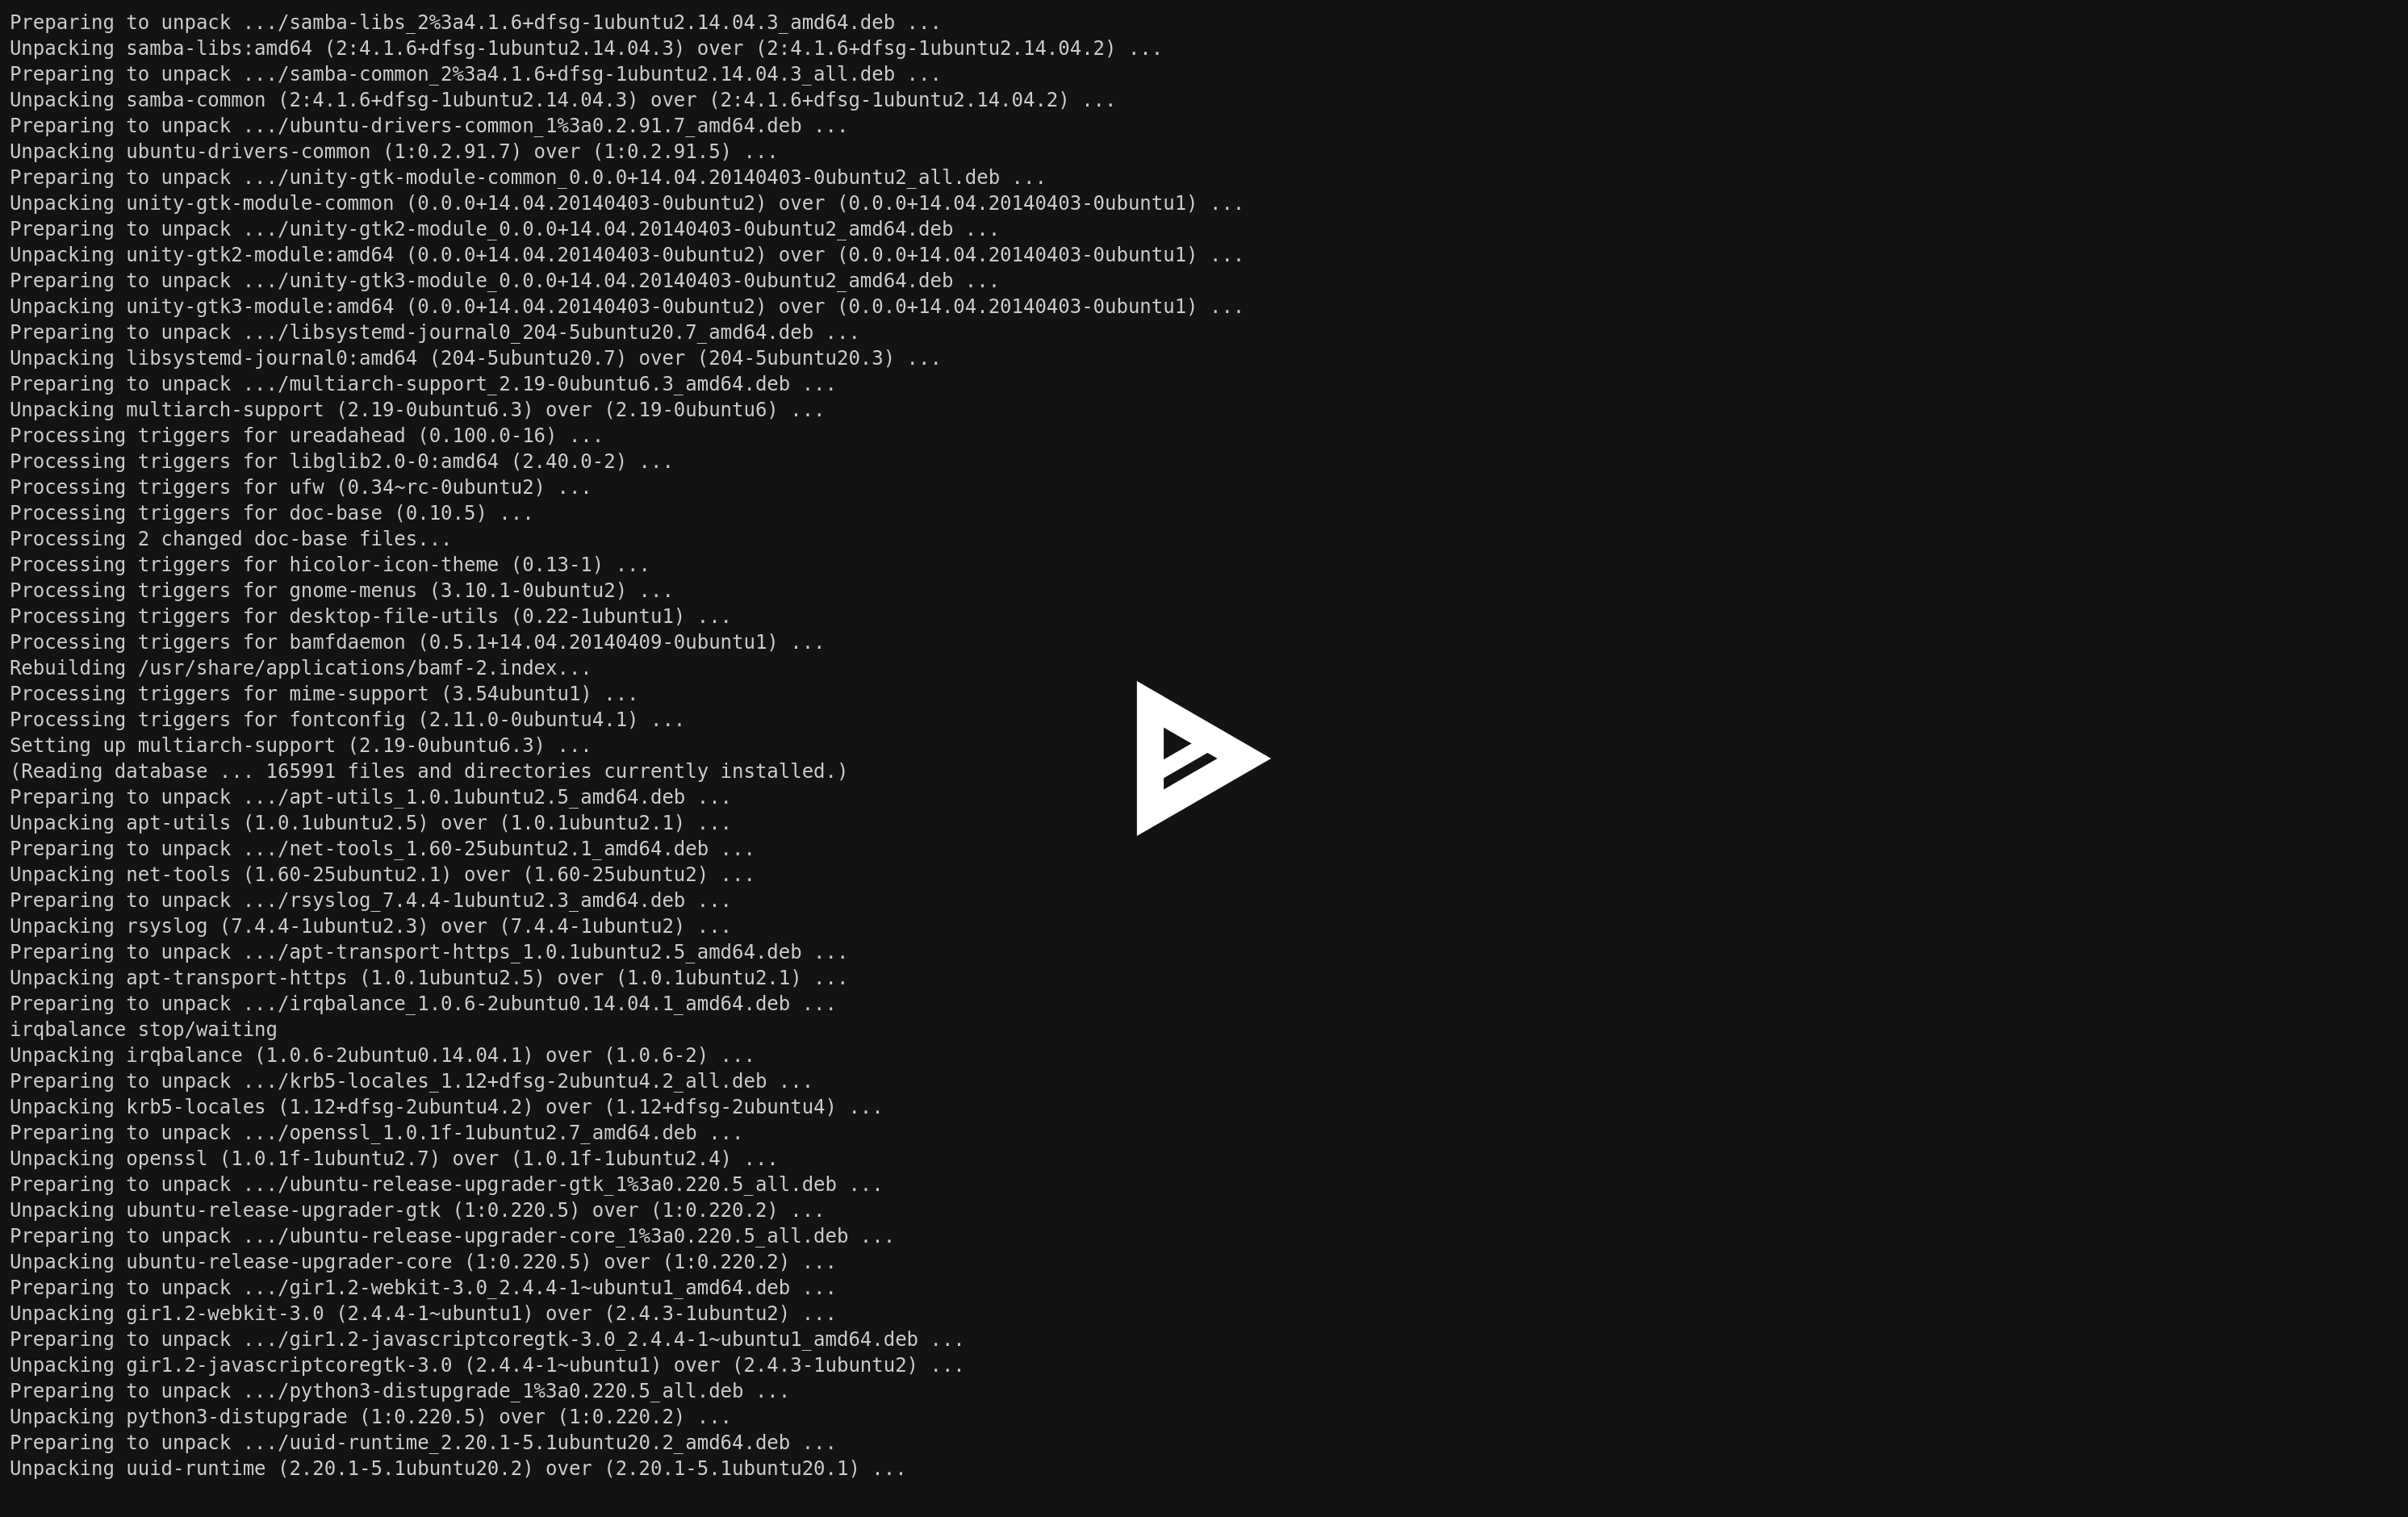 Preparing to unpack .../samba-libs_2%3a4.1.6+dfsg-1ubuntu2.14.04.3_amd64.deb ...
Unpacking samba-libs:amd64 (2:4.1.6+dfsg-1ubuntu2.14.04.3) over (2:4.1.6+dfsg-1ubuntu2.14.04.2) ...
Preparing to unpack .../samba-common_2%3a4.1.6+dfsg-1ubuntu2.14.04.3_all.deb ...
Unpacking samba-common (2:4.1.6+dfsg-1ubuntu2.14.04.3) over (2:4.1.6+dfsg-1ubuntu2.14.04.2) ...
Preparing to unpack .../ubuntu-drivers-common_1%3a0.2.91.7_amd64.deb ...
Unpacking ubuntu-drivers-common (1:0.2.91.7) over (1:0.2.91.5) ...
Preparing to unpack .../unity-gtk-module-common_0.0.0+14.04.20140403-0ubuntu2_all.deb ...
Unpacking unity-gtk-module-common (0.0.0+14.04.20140403-0ubuntu2) over (0.0.0+14.04.20140403-0ubuntu1) ...
Preparing to unpack .../unity-gtk2-module_0.0.0+14.04.20140403-0ubuntu2_amd64.deb ...
Unpacking unity-gtk2-module:amd64 (0.0.0+14.04.20140403-0ubuntu2) over (0.0.0+14.04.20140403-0ubuntu1) ...
Preparing to unpack .../unity-gtk3-module_0.0.0+14.04.20140403-0ubuntu2_amd64.deb ...
Unpacking unity-gtk3-module:amd64 (0.0.0+14.04.20140403-0ubuntu2) over (0.0.0+14.04.20140403-0ubuntu1) ...
Preparing to unpack .../libsystemd-journal0_204-5ubuntu20.7_amd64.deb ...
Unpacking libsystemd-journal0:amd64 (204-5ubuntu20.7) over (204-5ubuntu20.3) ...
Preparing to unpack .../multiarch-support_2.19-0ubuntu6.3_amd64.deb ...
Unpacking multiarch-support (2.19-0ubuntu6.3) over (2.19-0ubuntu6) ...
Processing triggers for ureadahead (0.100.0-16) ...
Processing triggers for libglib2.0-0:amd64 (2.40.0-2) ...
Processing triggers for ufw (0.34~rc-0ubuntu2) ...
Processing triggers for doc-base (0.10.5) ...
Processing 2 changed doc-base files...
Processing triggers for hicolor-icon-theme (0.13-1) ...
Processing triggers for gnome-menus (3.10.1-0ubuntu2) ...
Processing triggers for desktop-file-utils (0.22-1ubuntu1) ...
Processing triggers for bamfdaemon (0.5.1+14.04.20140409-0ubuntu1) ...
Rebuilding /usr/share/applications/bamf-2.index...
Processing triggers for mime-support (3.54ubuntu1) ...
Processing triggers for fontconfig (2.11.0-0ubuntu4.1) ...
Setting up multiarch-support (2.19-0ubuntu6.3) ...
(Reading database ... 165991 files and directories currently installed.)
Preparing to unpack .../apt-utils_1.0.1ubuntu2.5_amd64.deb ...
Unpacking apt-utils (1.0.1ubuntu2.5) over (1.0.1ubuntu2.1) ...
Preparing to unpack .../net-tools_1.60-25ubuntu2.1_amd64.deb ...
Unpacking net-tools (1.60-25ubuntu2.1) over (1.60-25ubuntu2) ...
Preparing to unpack .../rsyslog_7.4.4-1ubuntu2.3_amd64.deb ...
Unpacking rsyslog (7.4.4-1ubuntu2.3) over (7.4.4-1ubuntu2) ...
Preparing to unpack .../apt-transport-https_1.0.1ubuntu2.5_amd64.deb ...
Unpacking apt-transport-https (1.0.1ubuntu2.5) over (1.0.1ubuntu2.1) ...
Preparing to unpack .../irqbalance_1.0.6-2ubuntu0.14.04.1_amd64.deb ...
irqbalance stop/waiting
Unpacking irqbalance (1.0.6-2ubuntu0.14.04.1) over (1.0.6-2) ...
Preparing to unpack .../krb5-locales_1.12+dfsg-2ubuntu4.2_all.deb ...
Unpacking krb5-locales (1.12+dfsg-2ubuntu4.2) over (1.12+dfsg-2ubuntu4) ...
Preparing to unpack .../openssl_1.0.1f-1ubuntu2.7_amd64.deb ...
Unpacking openssl (1.0.1f-1ubuntu2.7) over (1.0.1f-1ubuntu2.4) ...
Preparing to unpack .../ubuntu-release-upgrader-gtk_1%3a0.220.5_all.deb ...
Unpacking ubuntu-release-upgrader-gtk (1:0.220.5) over (1:0.220.2) ...
Preparing to unpack .../ubuntu-release-upgrader-core_1%3a0.220.5_all.deb ...
Unpacking ubuntu-release-upgrader-core (1:0.220.5) over (1:0.220.2) ...
Preparing to unpack .../gir1.2-webkit-3.0_2.4.4-1~ubuntu1_amd64.deb ...
Unpacking gir1.2-webkit-3.0 (2.4.4-1~ubuntu1) over (2.4.3-1ubuntu2) ...
Preparing to unpack .../gir1.2-javascriptcoregtk-3.0_2.4.4-1~ubuntu1_amd64.deb ...
Unpacking gir1.2-javascriptcoregtk-3.0 (2.4.4-1~ubuntu1) over (2.4.3-1ubuntu2) ...
Preparing to unpack .../python3-distupgrade_1%3a0.220.5_all.deb ...
Unpacking python3-distupgrade (1:0.220.5) over (1:0.220.2) ...
Preparing to unpack .../uuid-runtime_2.20.1-5.1ubuntu20.2_amd64.deb ...
Unpacking uuid-runtime (2.20.1-5.1ubuntu20.2) over (2.20.1-5.1ubuntu20.1) ...